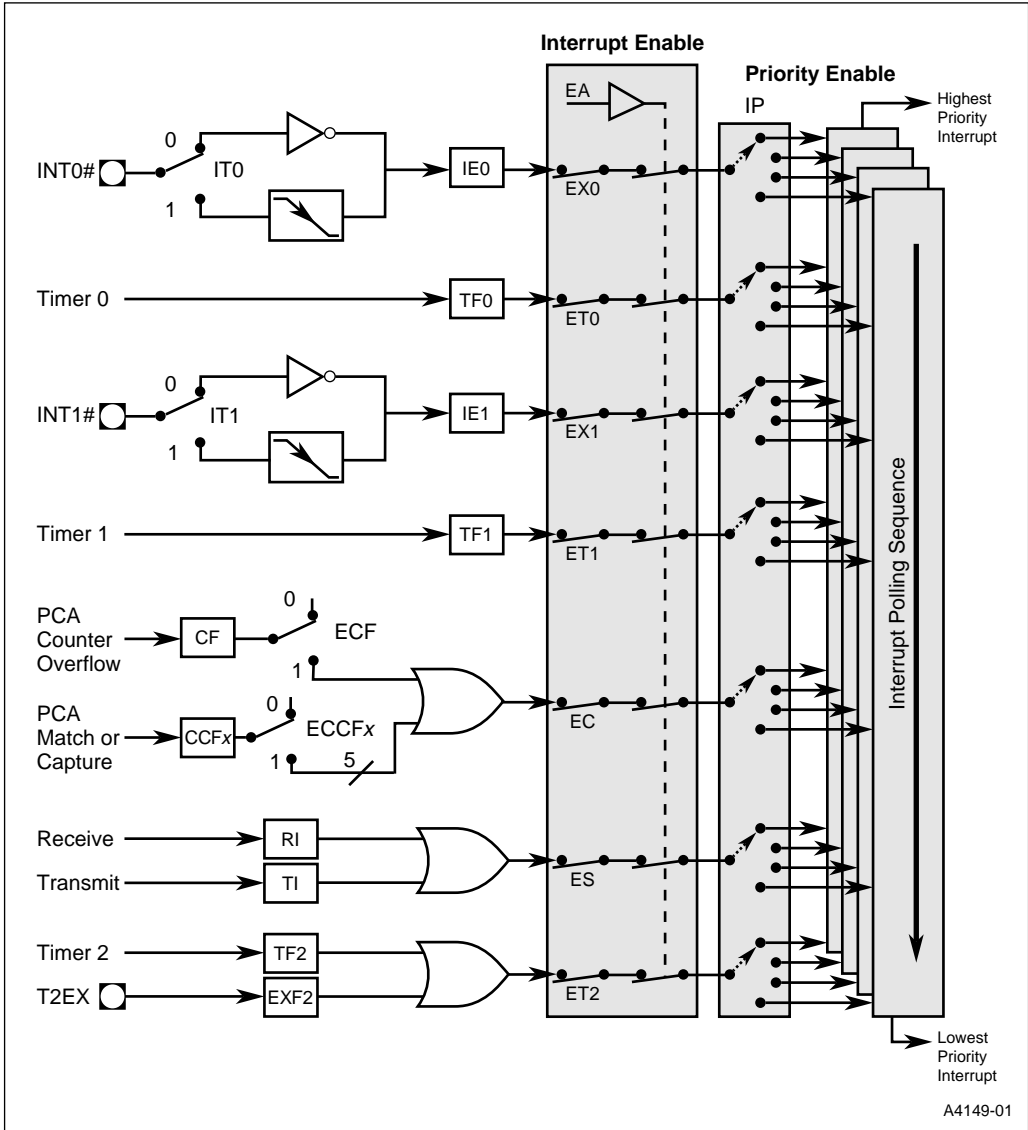 Interrupt Enable
Priority Enable
EA
IP
Highest
Priority
Interrupt
0
INT0#
IT0
1
IE0
EX0
Timer 0
TF0
ET0
0
INT1#
IT1
1
IE1
EX1
Timer 1
TF1
ET1
PCA
Counter
Overflow
CF
0
ECF
1
PCA
Match or
Capture
CCFx
0
ECCFx
1
5
EC
Receive
RI
Transmit
TI
ES
Timer 2
TF2
T2EX
EXF2
ET2
Interrupt Polling Sequence
Lowest
Priority
Interrupt
A4149-01